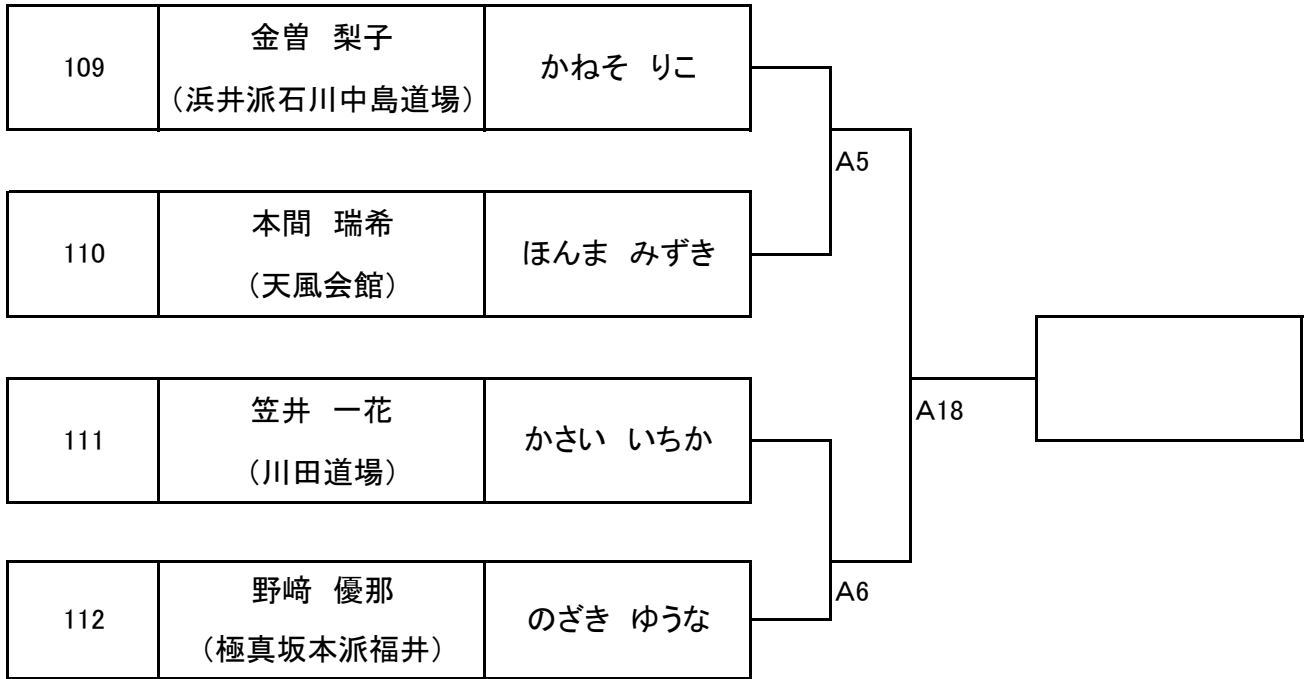 109
金曽　梨子
（浜井派石川中島道場）
かねそ　りこ
A5
110
本間　瑞希
（天風会館）
ほんま　みずき
111
笠井　一花
（川田道場）
かさい　いちか
A18
112
野﨑　優那
（極真坂本派福井）
のざき　ゆうな
A6